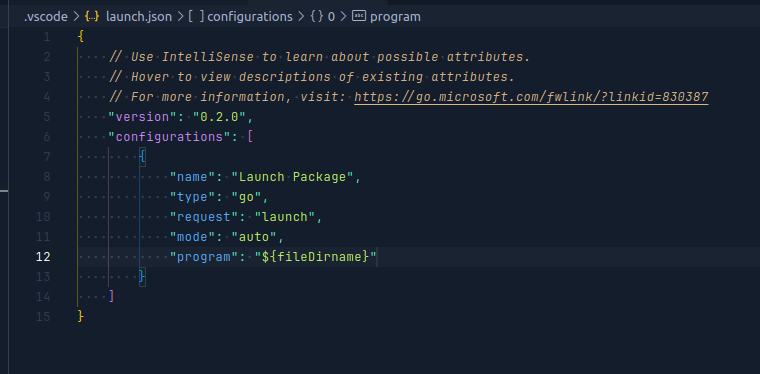 .vscode > {..} launch.json > [ ] configurations > {} 0 > abc program
1 {
2 // Use IntelliSense to learn about possible attributes.
3 // Hover to view descriptions of existing attributes.
4 // For more information, visit: https://go.microsoft.com/fwlink/?linkid=830387
5 "version": "0.2.0",
6 "configurations": [
7 {
8 "name": "Launch Package",
9 "type": "go",
10 "request": "launch",
11 "mode": "auto",
12 "program": "${fileDirname}"
13 }
14 ]
15 }